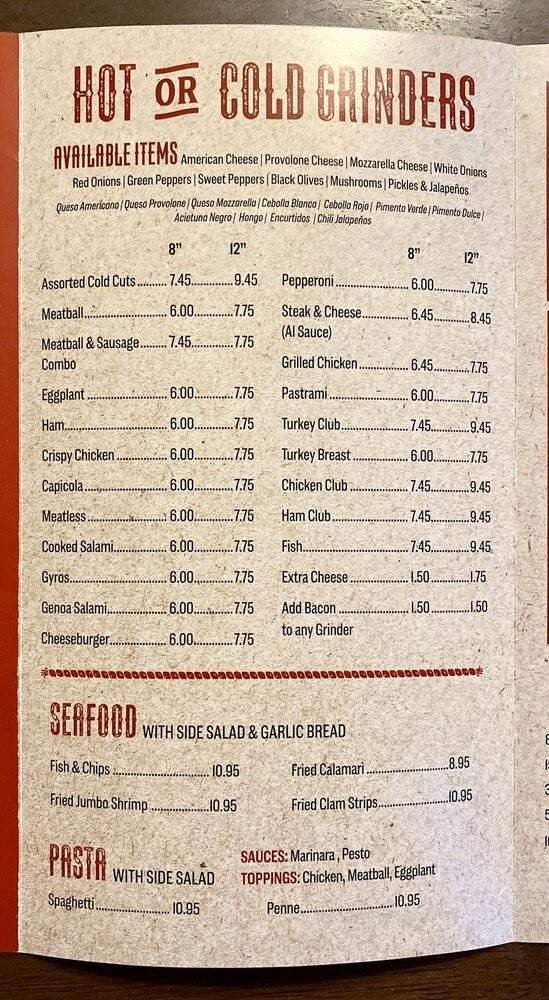 HOT OR COLD GRINDERS
AVAILABLE ITEMS American Cheese | Provolone Cheese | Mozzarella Cheese | White Onions
Red Onions | Green Peppers | Sweet Peppers | Black Olives | Mushrooms | Pickles & Jalapeños
Queso Americano | Queso Provolone | Queso Mozzarella | Cebolla Blanca | Cebolla Roja | Pimenta Verde | Pimento Dulce |
Acietuna Negro | Hongo | Encurtidos | Chili Jalapeños
8" 12"
Assorted Cold Cuts......... 7.45............9.45
Meatball....................... 6.00...........7.75
Meatball & Sausage....... 7.45...........7.75
Combo
Eggplant ...................... 6.00...........7.75
Ham............................. 6.00...........7.75
Crispy Chicken .............. 6.00...........7.75
Capicola....................... 6.00...........7.75
Meatless....................... 6.00...........7.75
Cooked Salami............... 6.00...........7.75
Gyros........................... 6.00...........7.75
Genoa Salami................ 6.00...........7.75
Cheeseburger................ 6.00...........7.75
8" 12"
Pepperoni ..................... 6.00...........7.75
Steak & Cheese.............. 6.45...........8.45
(Al Sauce)
Grilled Chicken .............. 6.45...........7.75
Pastrami ...................... 6.00...........7.75
Turkey Club................... 7.45............9.45
Turkey Breast ................ 6.00...........7.75
Chicken Club ................. 7.45............9.45
Ham Club...................... 7.45............9.45
Fish............................. 7.45............9.45
Extra Cheese ................. 1.50............1.75
Add Bacon .................... 1.50............1.50
to any Grinder
SEAFOOD WITH SIDE SALAD & GARLIC BREAD
Fish & Chips .......................... 10.95
Fried Jumbo Shrimp ................10.95
Fried Calamari ......................8.95
Fried Clam Strips...................10.95
PASTA WITH SIDE SALAD
SAUCES: Marinara , Pesto
TOPPINGS: Chicken, Meatball, Eggplant
Spaghetti..................... 10.95
Penne......................... 10.95